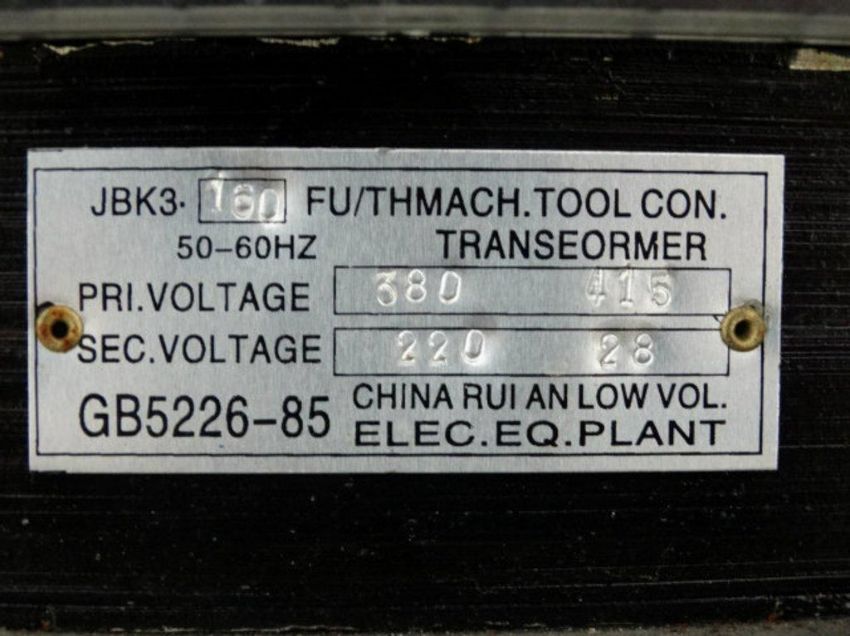 JBK3· 160 FU/THMACH.TOOL CON.
50-60HZ TRANSEORMER
PRI.VOLTAGE 380 415
SEC.VOLTAGE 220 28
GB5226-85 CHINA RUI AN LOW VOL.
ELEC.EQ.PLANT